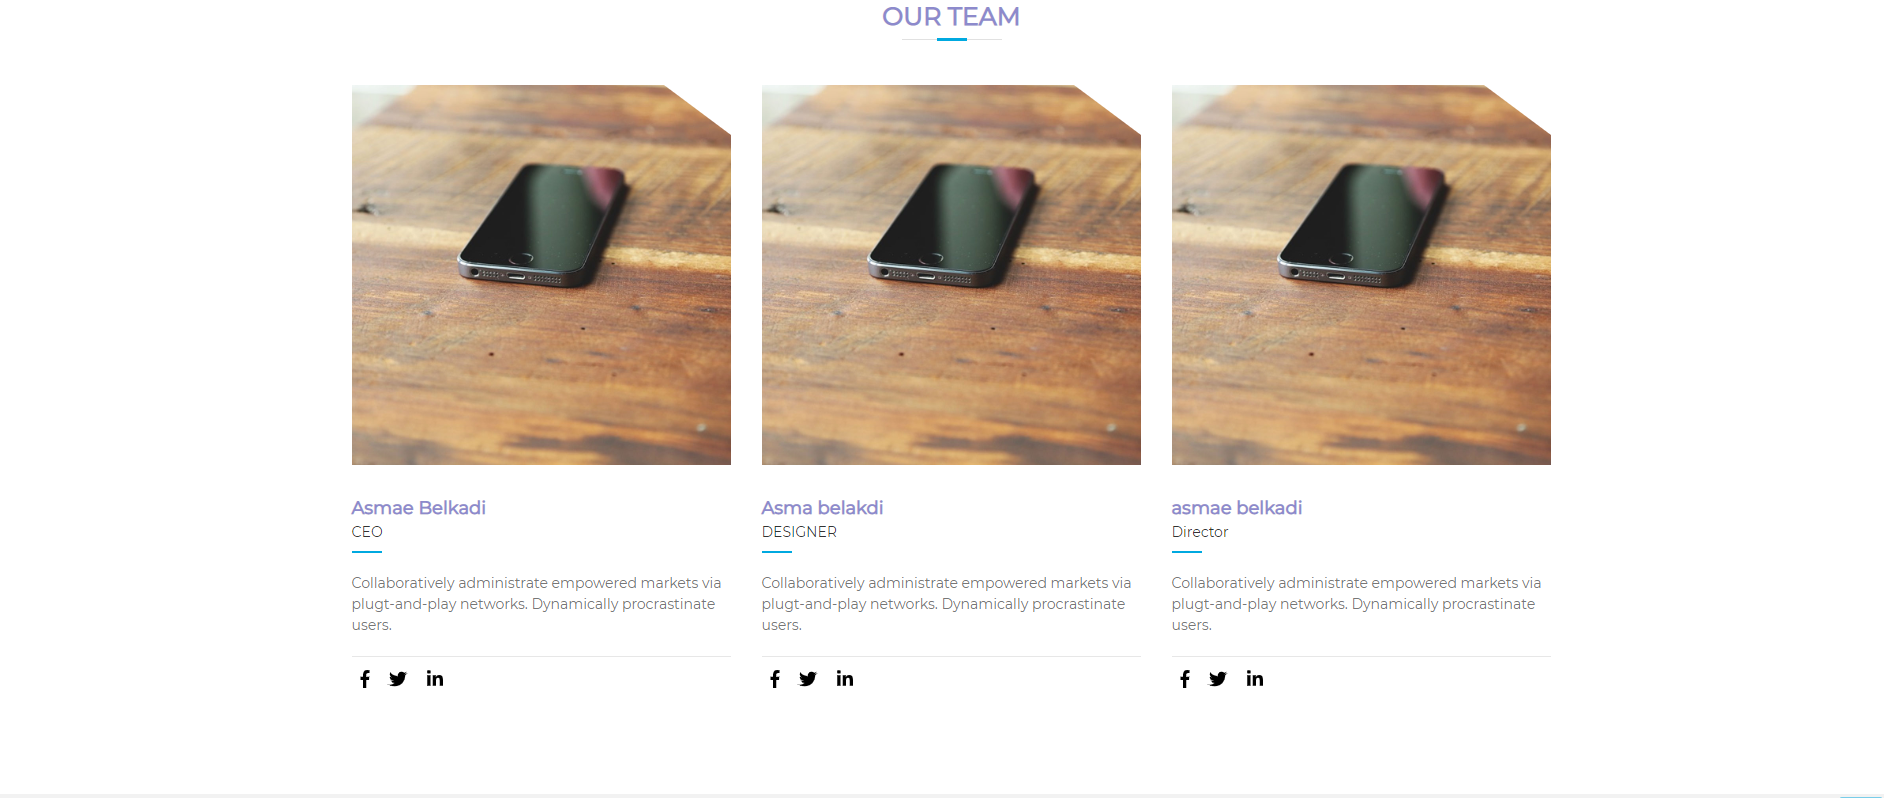 OUR TEAM
Asmae Belkadi
CEO
Collaboratively administrate empowered markets via
plugt-and-play networks. Dynamically procrastinate
users.
Asma belakdi
DESIGNER
Collaboratively administrate empowered markets via
plugt-and-play networks. Dynamically procrastinate
users.
asmae belkadi
Director
Collaboratively administrate empowered markets via
plugt-and-play networks. Dynamically procrastinate
users.